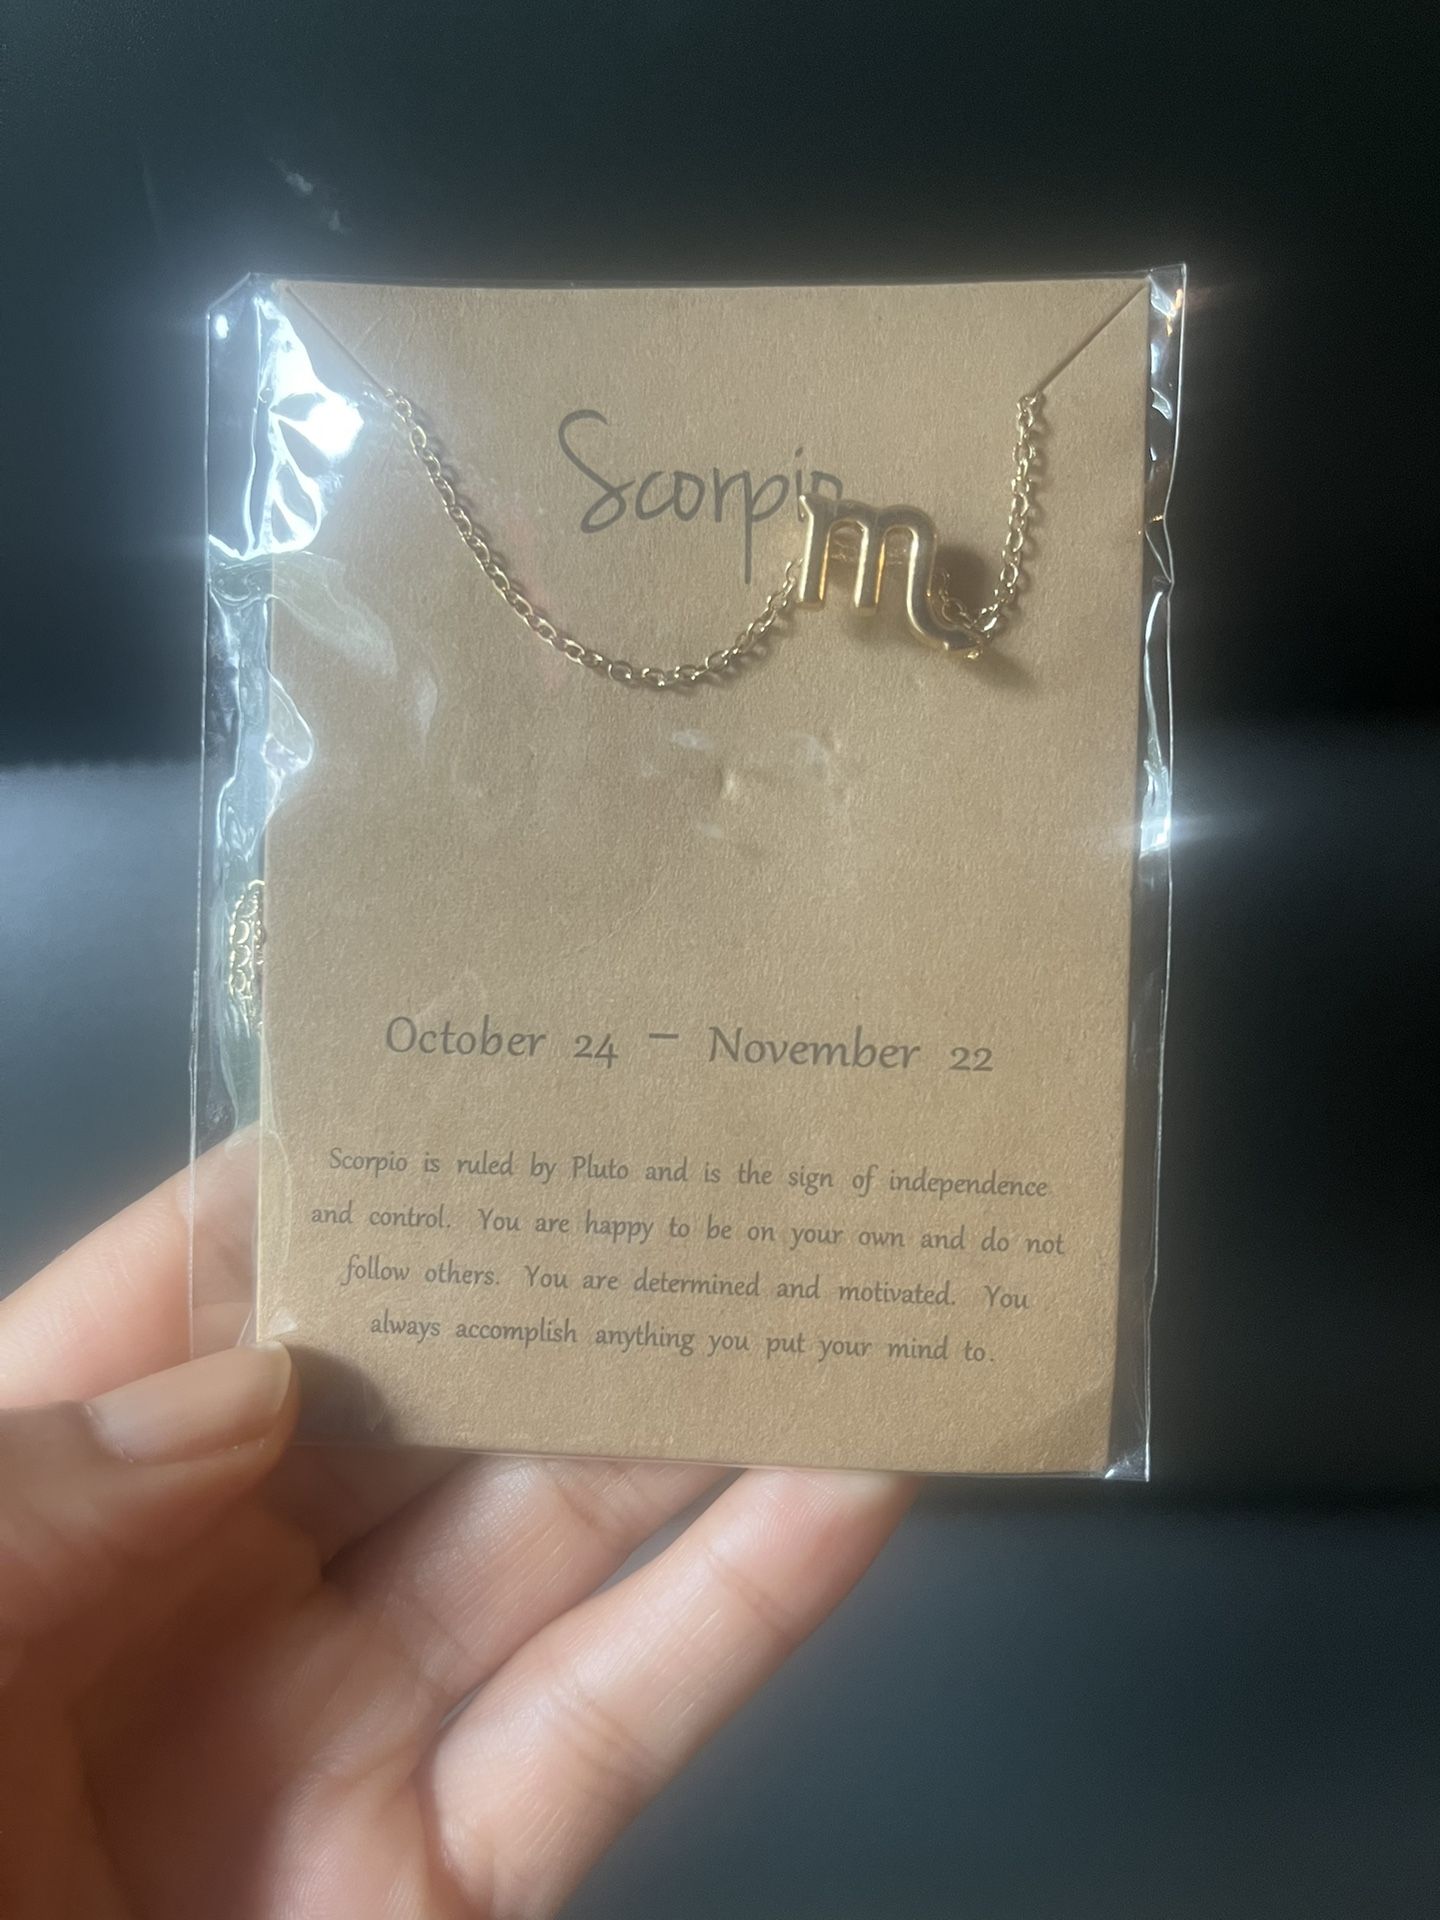 Scorpio
October 24 – November 22
Scorpio is ruled by Pluto and is the sign of independence
and control. You are happy to be on your own and do not
follow others. You are determined and motivated. You
always accomplish anything you put your mind to.